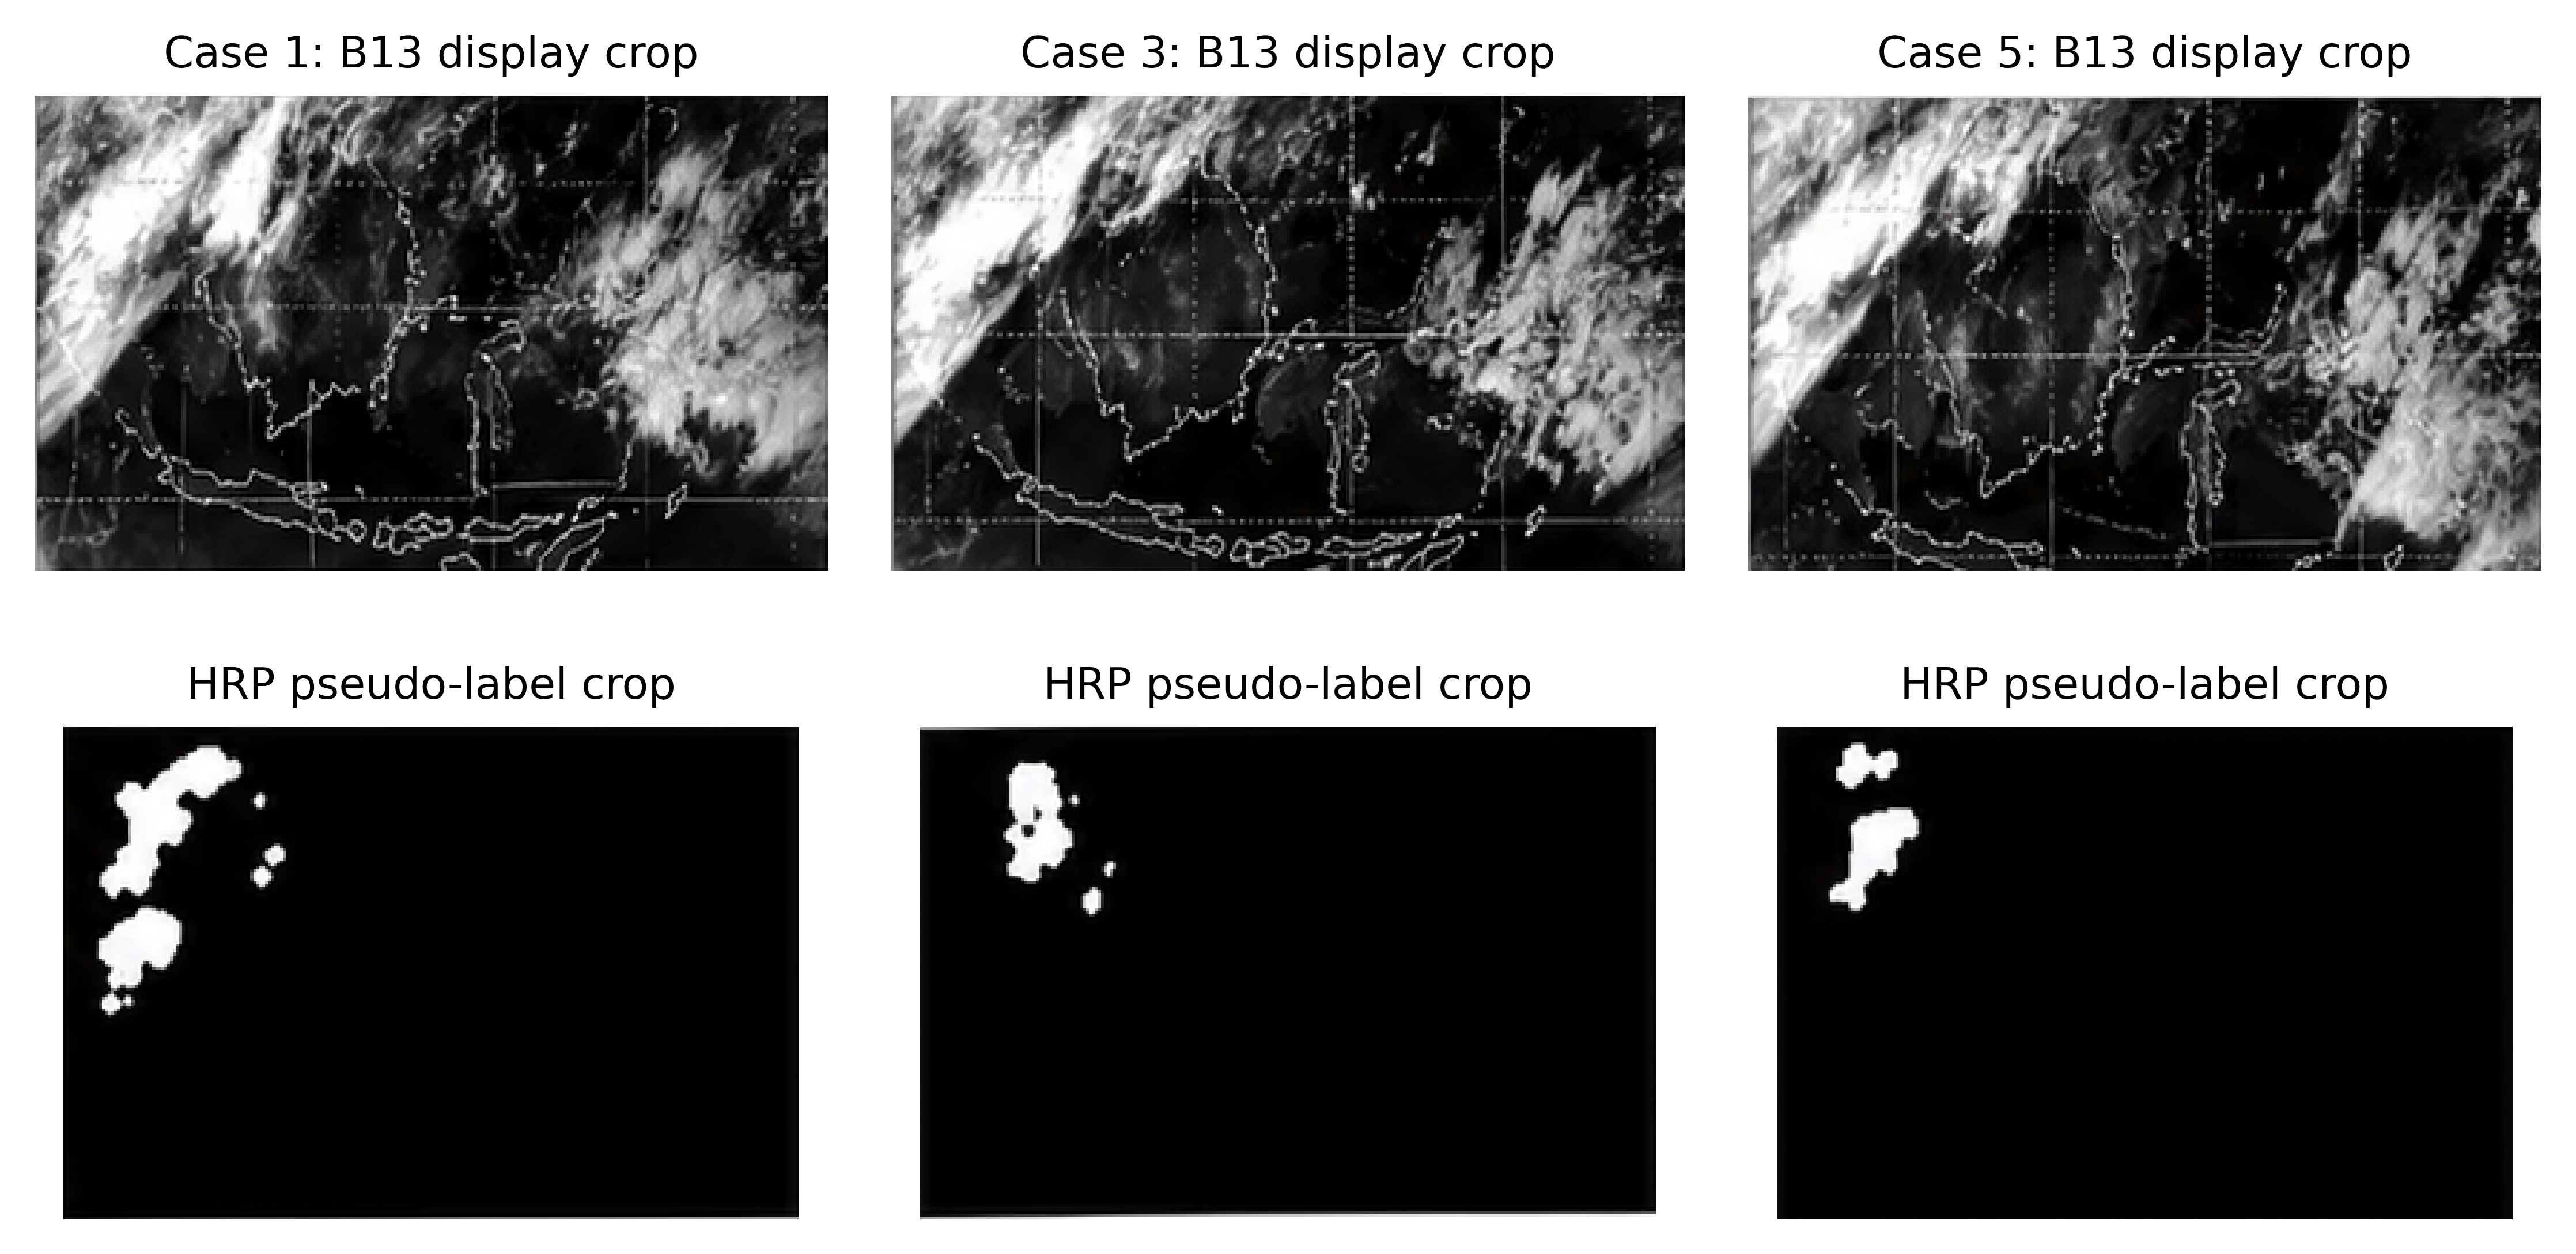 Case 1: B13 display crop
Case 3: B13 display crop
Case 5: B13 display crop
HRP pseudo-label crop
HRP pseudo-label crop
HRP pseudo-label crop